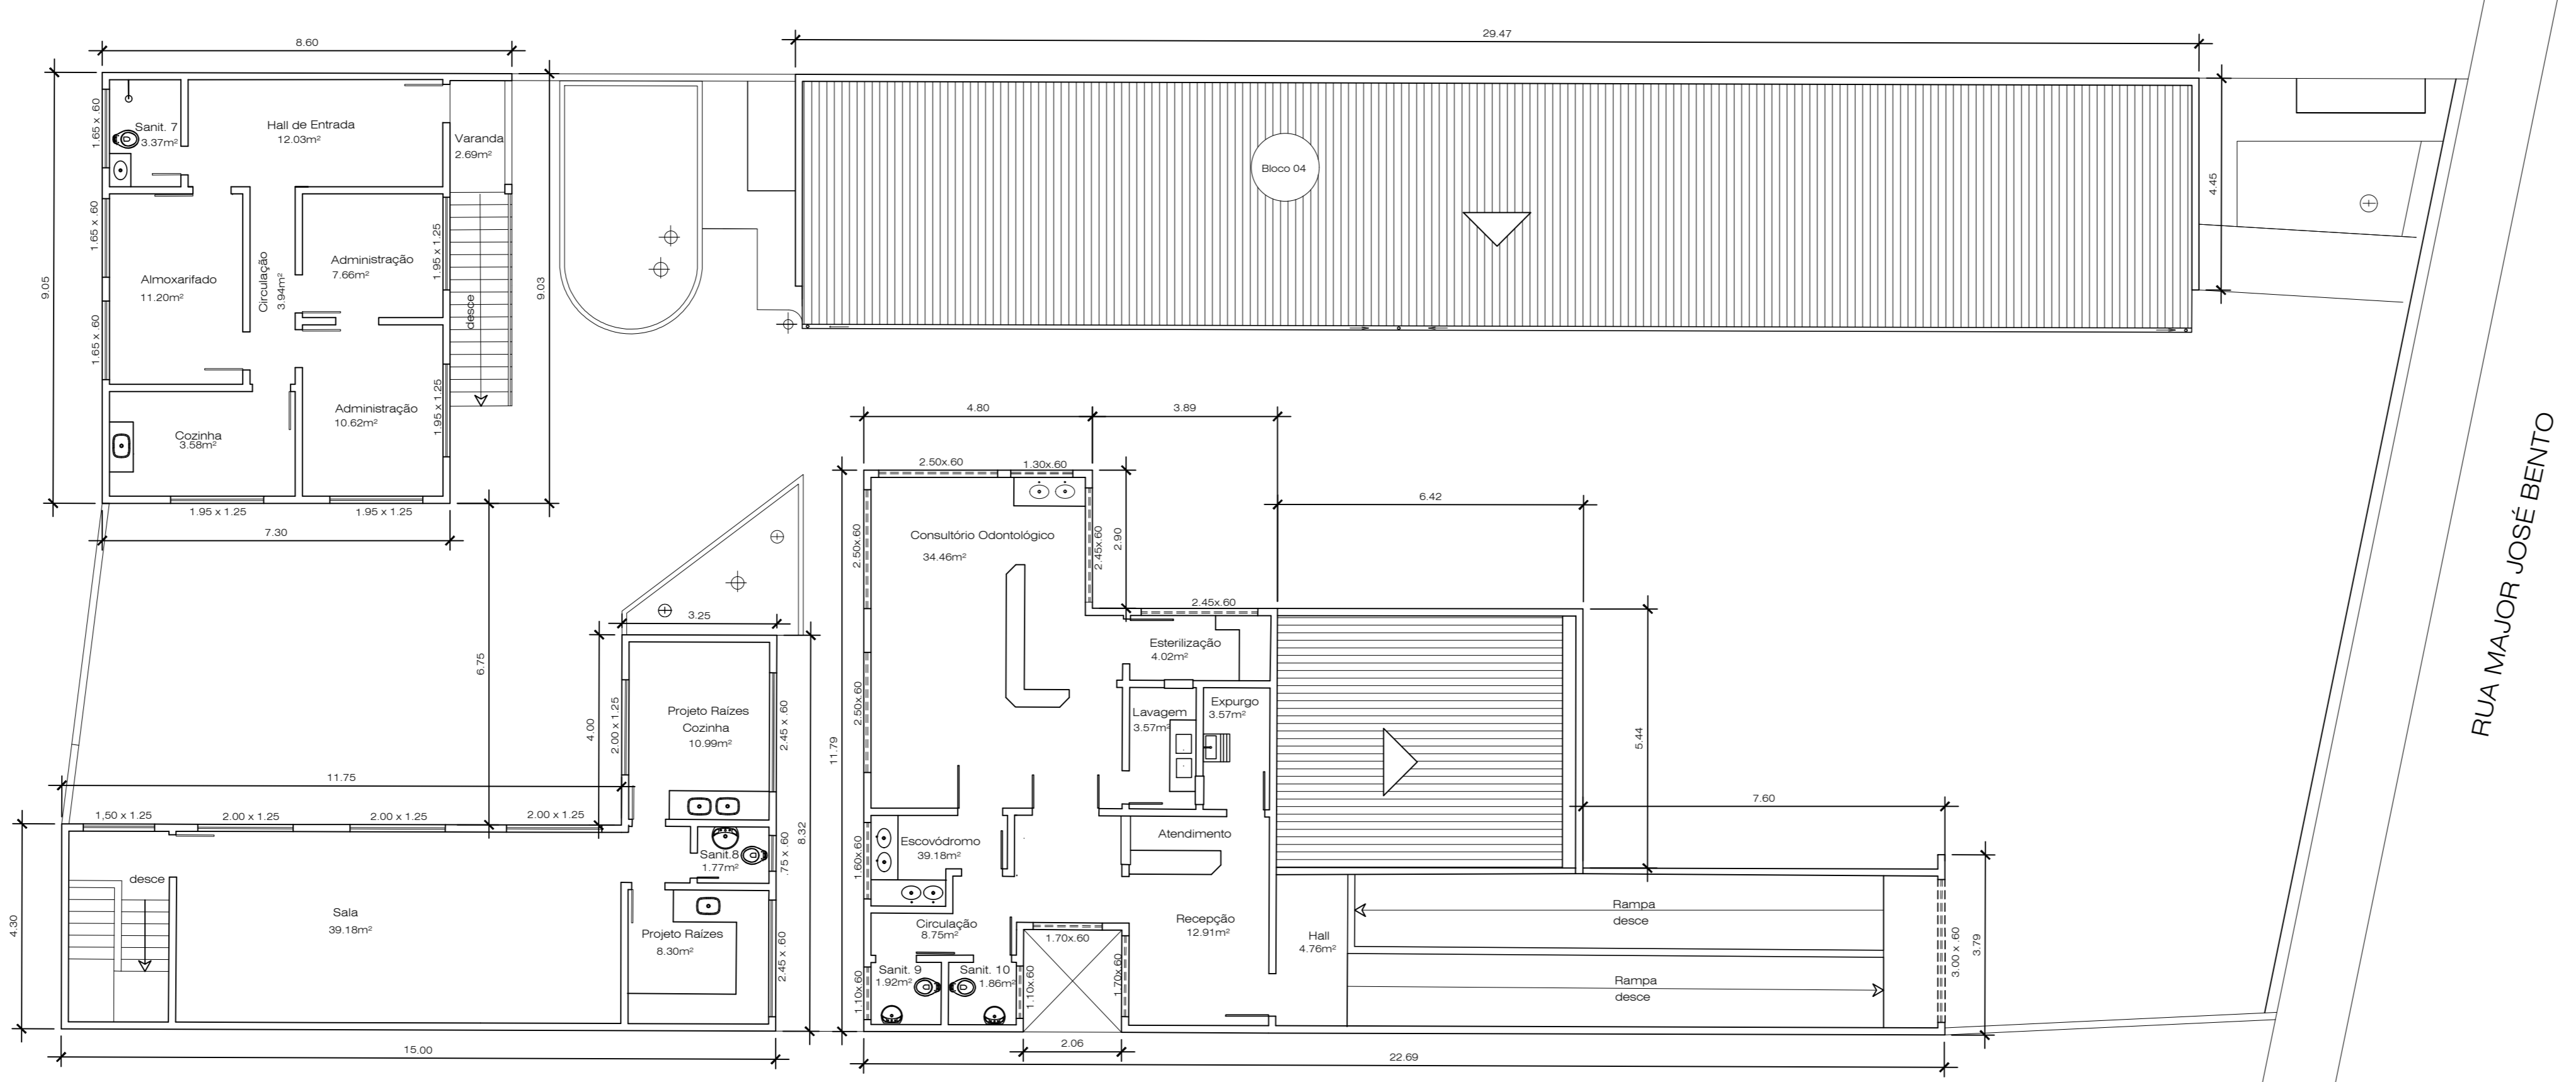 8.60
29.47
9.05
1.65 x .60
Sanit. 7
3.37m²
Hall de Entrada
12.03m²
Varanda
2.69m²
Bloco 04
4.45
1.65 x .60
Almoxarifado
11.20m²
Circulação
3.94m²
Administração
7.66m²
1.95 x 1.25
desce
9.03
1.65 x .60
Administração
10.62m²
1.95 x 1.25
Cozinha
3.58m²
1.95 x 1.25
1.95 x 1.25
7.30
4.80
3.89
2.50x.60
1.30x.60
6.42
2.50x.60
Consultório Odontológico
34.46m²
2.45x.60
2.90
RUA MAJOR JOSÉ BENTO
6.75
3.25
4.00
2.00 x 1.25
Projeto Raízes
Cozinha
10.99m²
2.45 x .60
11.79
2.50x.60
2.45x.60
Esterilização
4.02m²
Lavagem
3.57m²
Expurgo
3.57m²
5.44
11.75
1,50 x 1.25
2.00 x 1.25
2.00 x 1.25
2.00 x 1.25
7.60
8.32
Sanit.8
1.77m²
.75 x .60
1.60x.60
Escovódromo
39.18m²
Atendimento
4.30
desce
Sala
39.18m²
Projeto Raízes
8.30m²
2.45 x .60
Circulação
8.75m²
1.70x.60
Recepção
12.91m²
Hall
4.76m²
Rampa
desce
Rampa
desce
3.00 x .60
3.79
1.10x.60
Sanit. 9
1.92m²
Sanit. 10
1.86m²
1.10x.60
1.70x.60
15.00
2.06
22.69